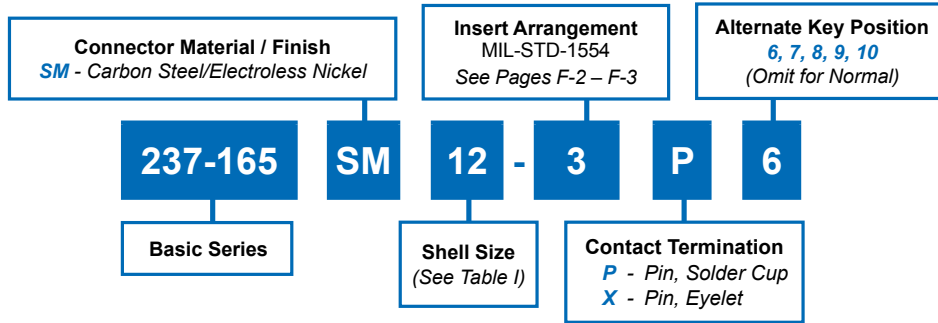 Connector Material / Finish
SM - Carbon Steel/Electroless Nickel
Insert Arrangement
MIL-STD-1554
See Pages F-2 – F-3
Alternate Key Position
6, 7, 8, 9, 10
(Omit for Normal)
237-165 SM 12 - 3 P 6
Basic Series
Shell Size
(See Table I)
Contact Termination
P - Pin, Solder Cup
X - Pin, Eyelet